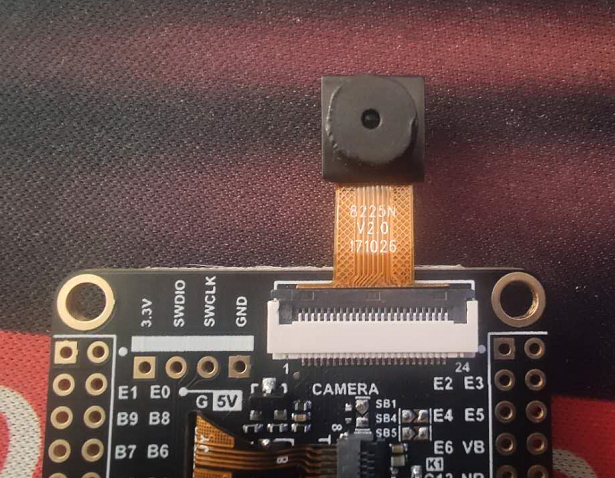 8225N
V2.0
171026
3.3V
SWDIO
SWCLK
GND
1
24
CAMERA
E2 E3
E1 E0
G 5V
SB1
SB4
SB5
E4 E5
B9 B8
B7 B6
E6 VB
K1
8